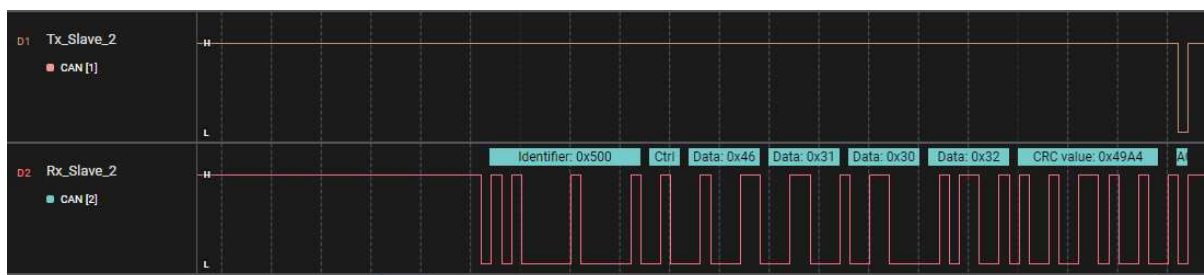 D1 Tx_Slave_2 H
CAN [1]
L
Identifier: 0x500 Ctrl Data: 0x46 Data: 0x31 Data: 0x30 Data: 0x32 CRC value: 0x49A4
D2 Rx_Slave_2 H
CAN [2]
L